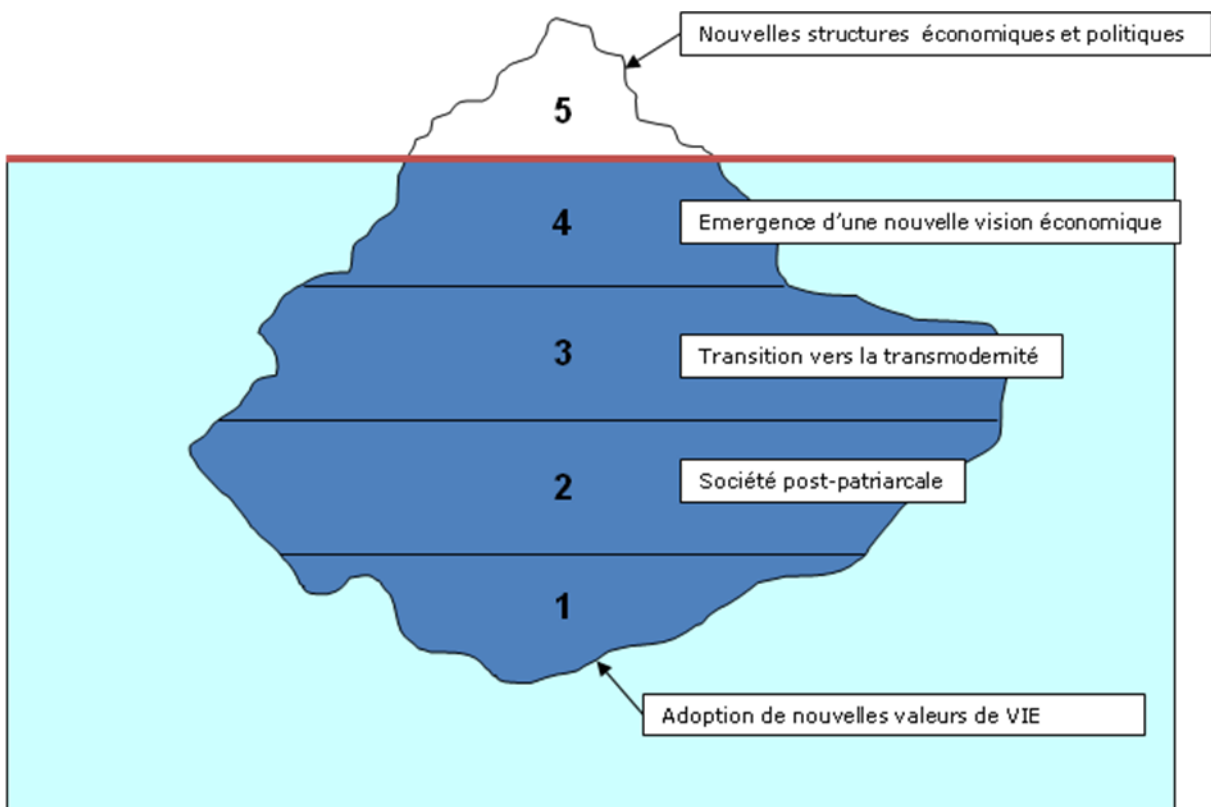 Nouvelles structures économiques et politiques
5
4
Emergence d'une nouvelle vision économique
3
Transition vers la transmodernité
2
Société post-patriarcale
1
Adoption de nouvelles valeurs de VIE